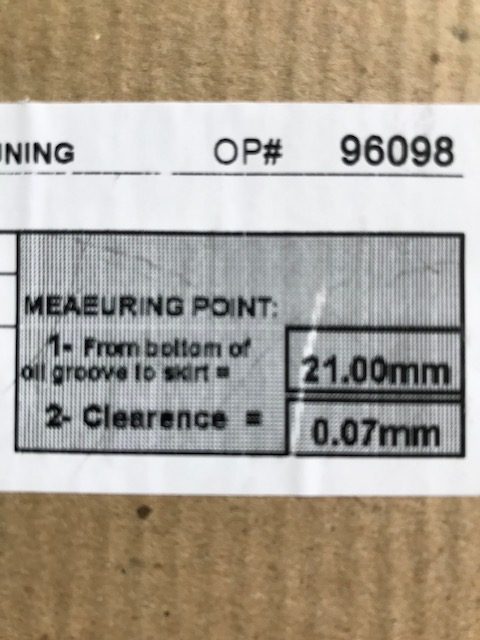 UNING OP# 96098
MEAEURING POINT:
1- From bottom of
oil groove to skirt = 21.00mm
2- Clearence = 0.07mm